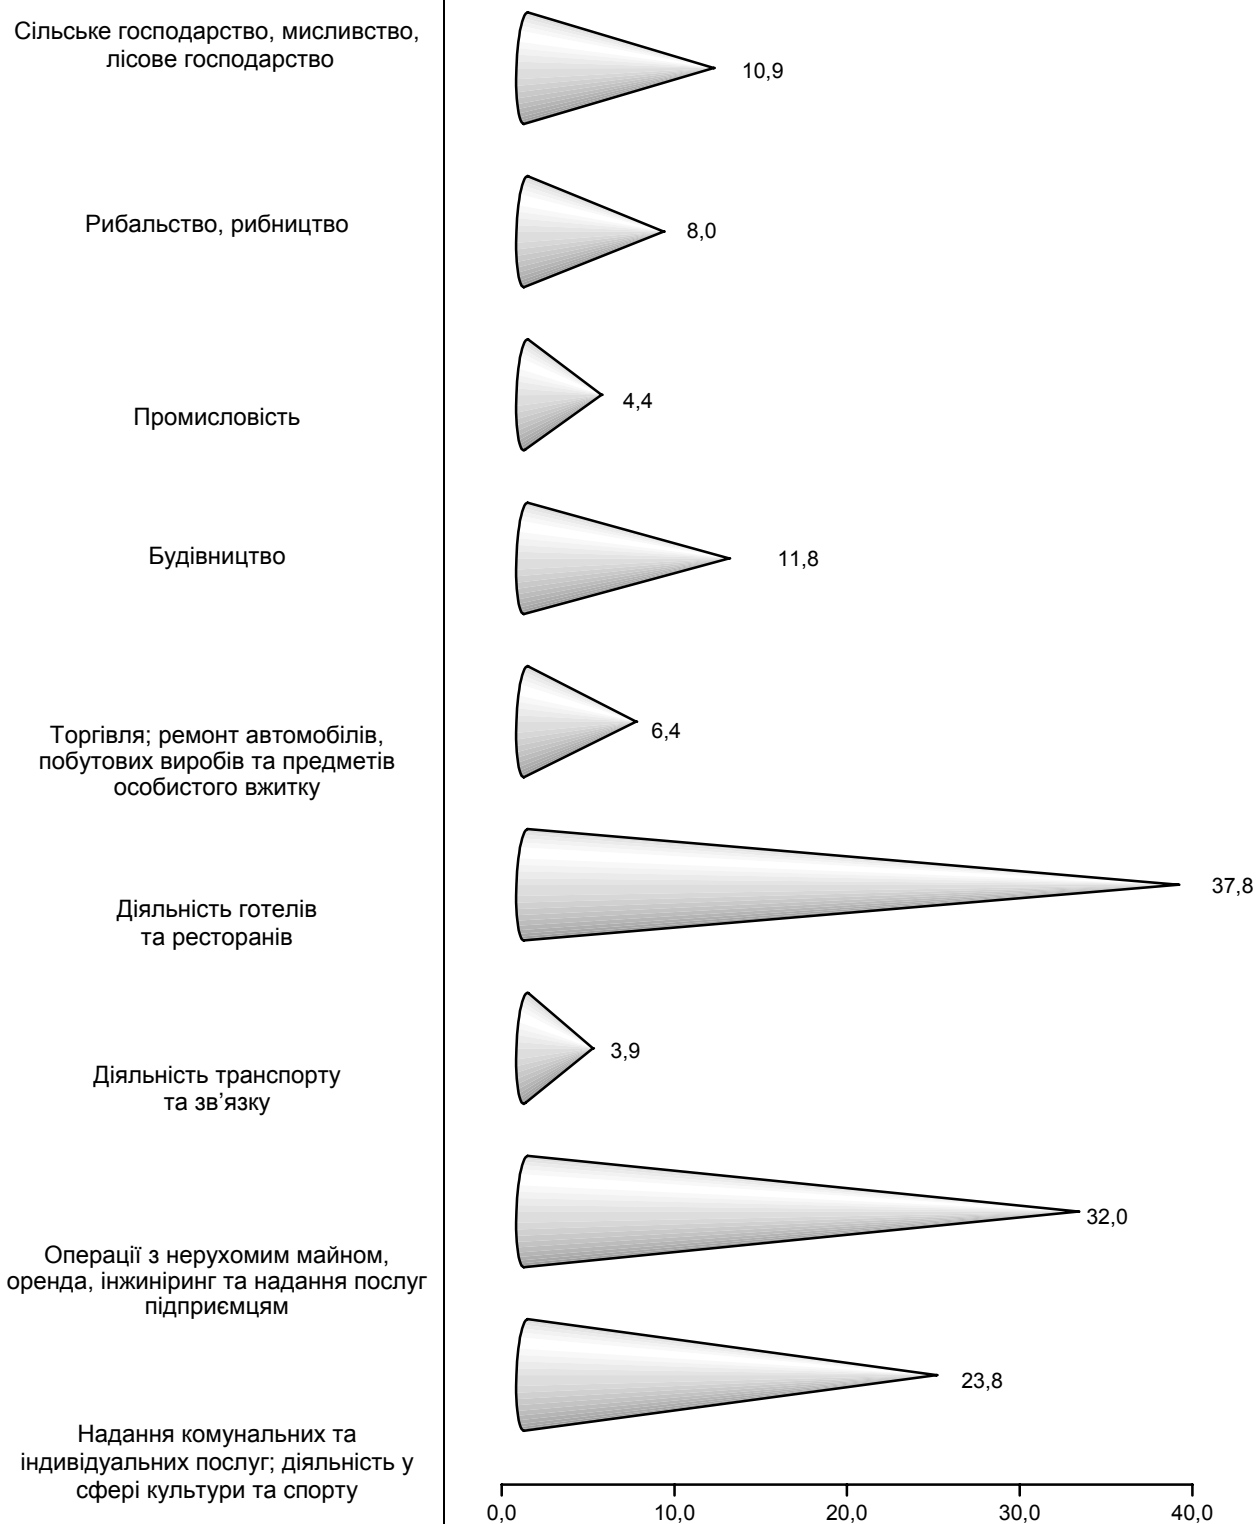 Сільське господарство, мисливство,
лісове господарство
10,9
Рибальство, рибництво
8,0
Промисловість
4,4
Будівництво
11,8
Торгівля; ремонт автомобілів,
побутових виробів та предметів
особистого вжитку
6,4
Діяльність готелів
та ресторанів
37,8
Діяльність транспорту
та зв’язку
3,9
Операції з нерухомим майном,
оренда, інжиніринг та надання послуг
підприємцям
32,0
Надання комунальних та
індивідуальних послуг; діяльність у
сфері культури та спорту
23,8
0,0 10,0 20,0 30,0 40,0